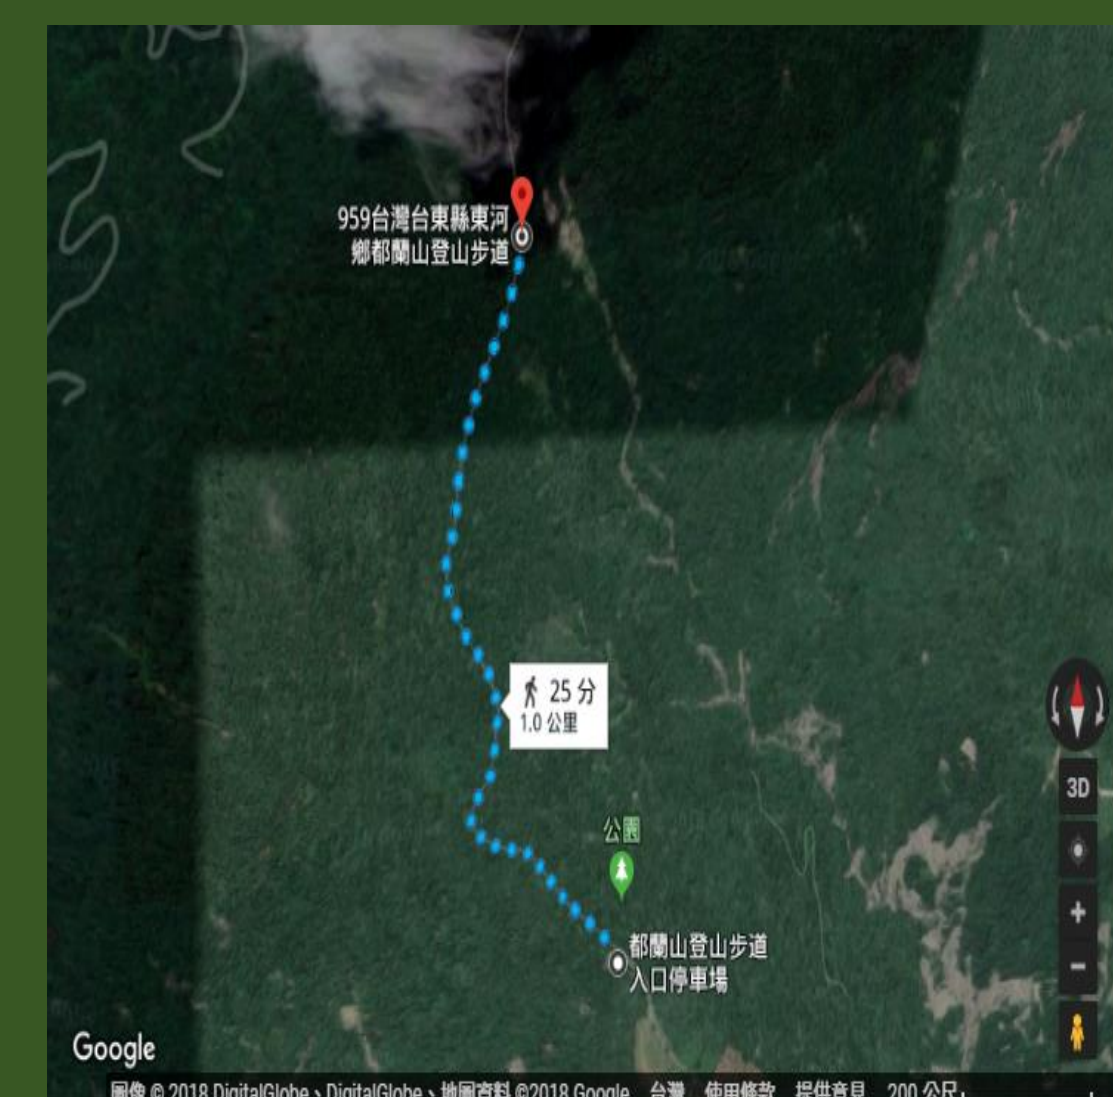 959台灣台東縣東河
鄉都蘭山登山步道
25 分
1.0 公里
公園
都蘭山登山步道
入口停車場
3D
Google
圖像 © 2018 DigitalGlobe、DigitalGlobe、地圖資料 ©2018 Google 台灣 使用條款 提供意見 200 公尺